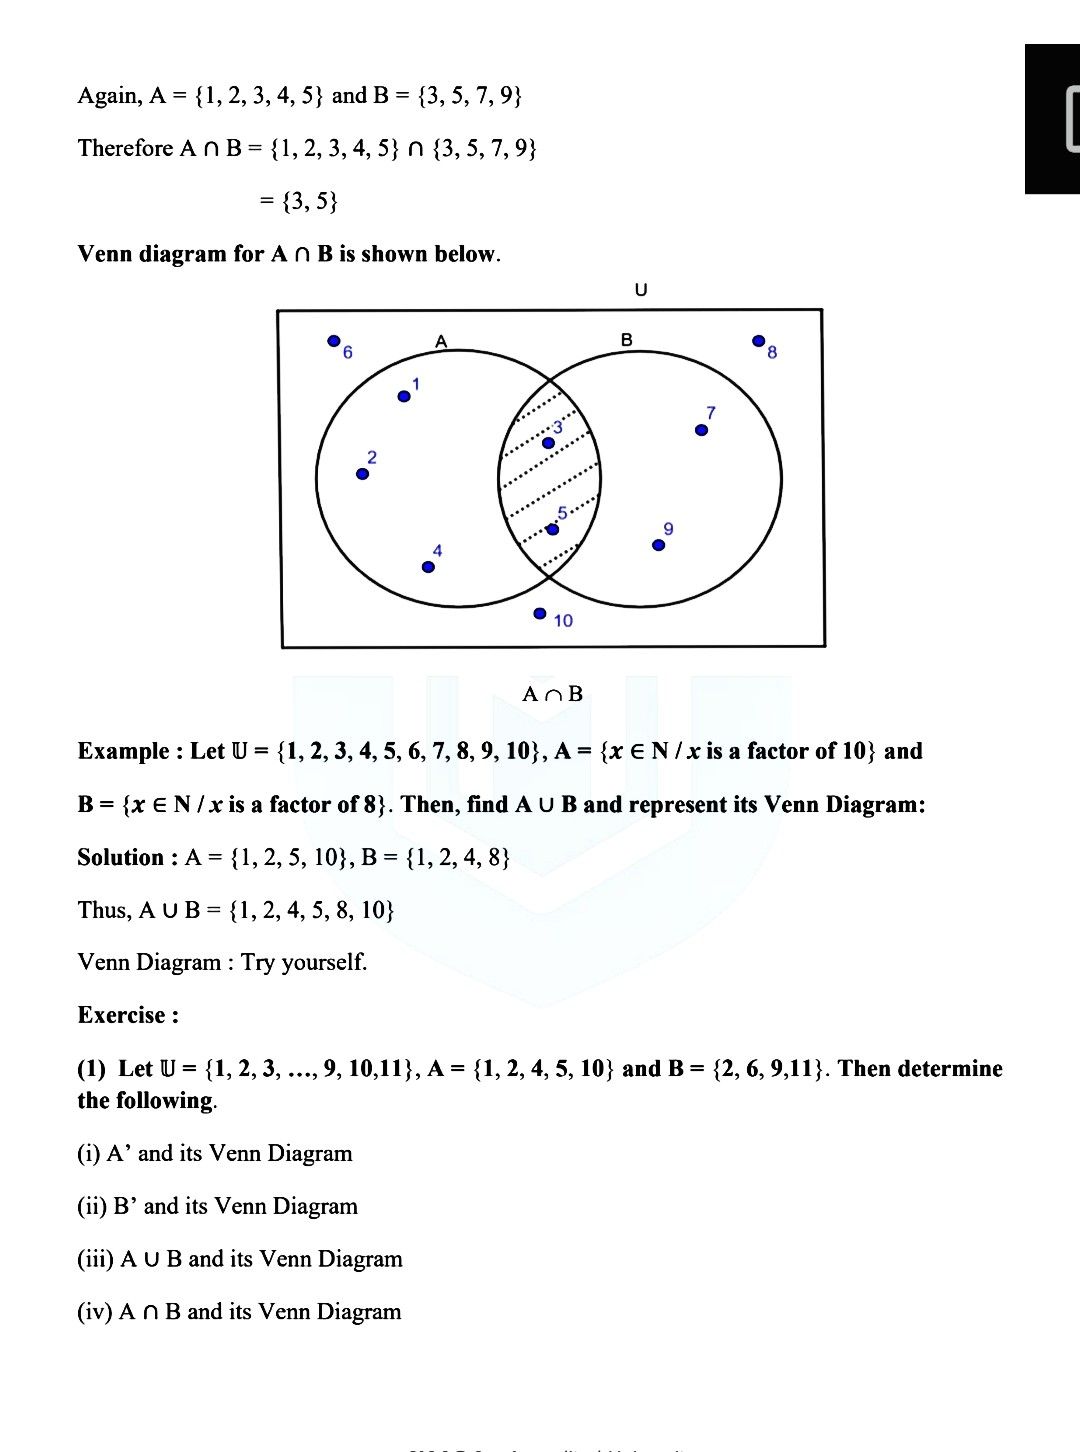 Again, A = {1, 2, 3, 4, 5} and B = {3, 5, 7, 9}
Therefore A ∩ B = {1, 2, 3, 4, 5} ∩ {3, 5, 7, 9}
= {3, 5}
Venn diagram for A ∩ B is shown below.
U
A
B
6
8
1
7
3
2
5
9
4
10
A ∩ B
Example : Let 𝕌 = {1, 2, 3, 4, 5, 6, 7, 8, 9, 10}, A = {x ∈ N / x is a factor of 10} and
B = {x ∈ N / x is a factor of 8}. Then, find A ∪ B and represent its Venn Diagram:
Solution : A = {1, 2, 5, 10}, B = {1, 2, 4, 8}
Thus, A ∪ B = {1, 2, 4, 5, 8, 10}
Venn Diagram : Try yourself.
Exercise :
(1) Let 𝕌 = {1, 2, 3, …, 9, 10,11}, A = {1, 2, 4, 5, 10} and B = {2, 6, 9,11}. Then determine
the following.
(i) A’ and its Venn Diagram
(ii) B’ and its Venn Diagram
(iii) A ∪ B and its Venn Diagram
(iv) A ∩ B and its Venn Diagram